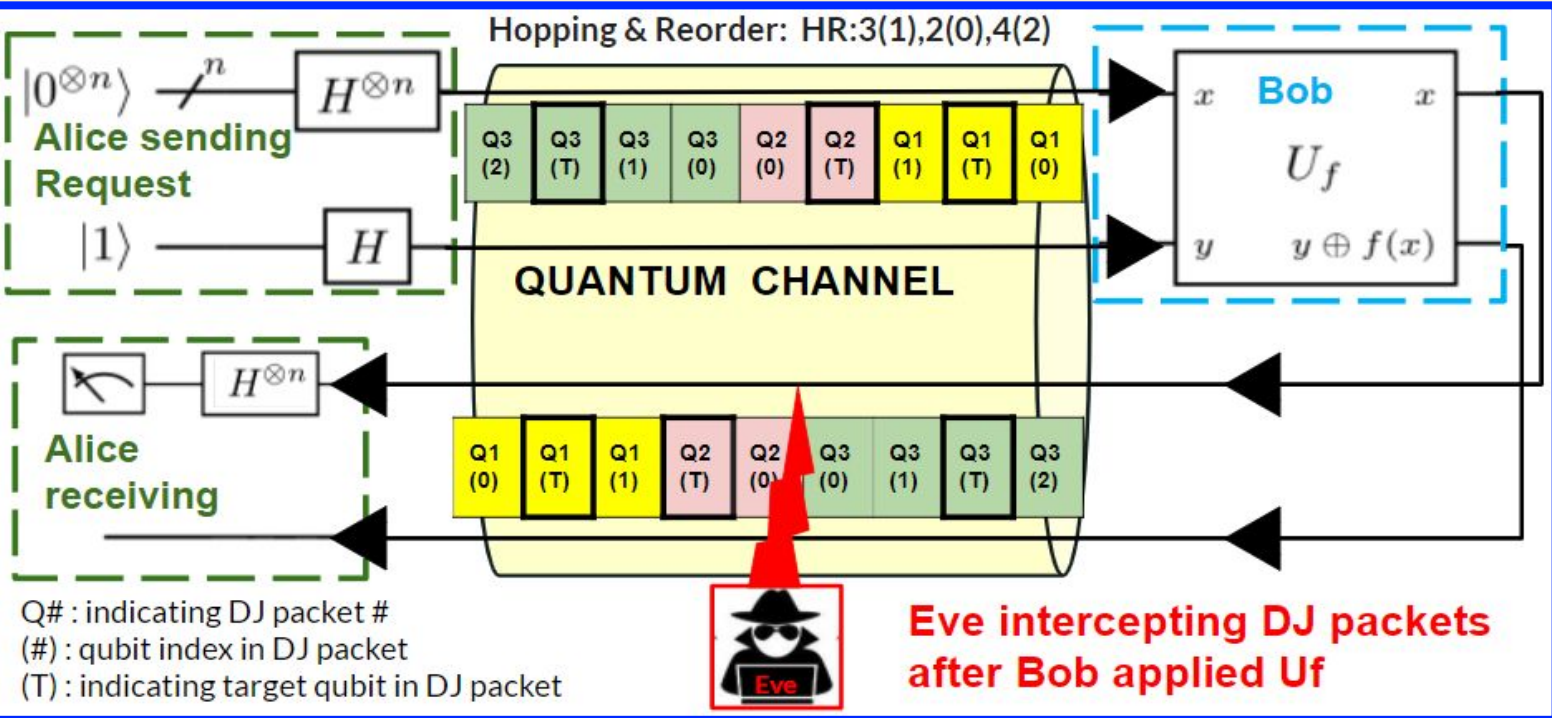 Hopping & Reorder: HR:3(1),2(0),4(2)
|0^{⊗n}⟩
n
H^{⊗n}
Alice sending
Request
|1⟩
H
Q3 (2)
Q3 (T)
Q3 (1)
Q3 (0)
Q2 (0)
Q2 (T)
Q1 (1)
Q1 (T)
Q1 (0)
QUANTUM CHANNEL
x
Bob
x
U_f
y
y ⊕ f(x)
H^{⊗n}
Alice
receiving
Q1 (0)
Q1 (T)
Q1 (1)
Q2 (T)
Q2 (0)
Q3 (0)
Q3 (1)
Q3 (T)
Q3 (2)
Q# : indicating DJ packet #
(#) : qubit index in DJ packet
(T) : indicating target qubit in DJ packet
Eve
Eve intercepting DJ packets
after Bob applied Uf